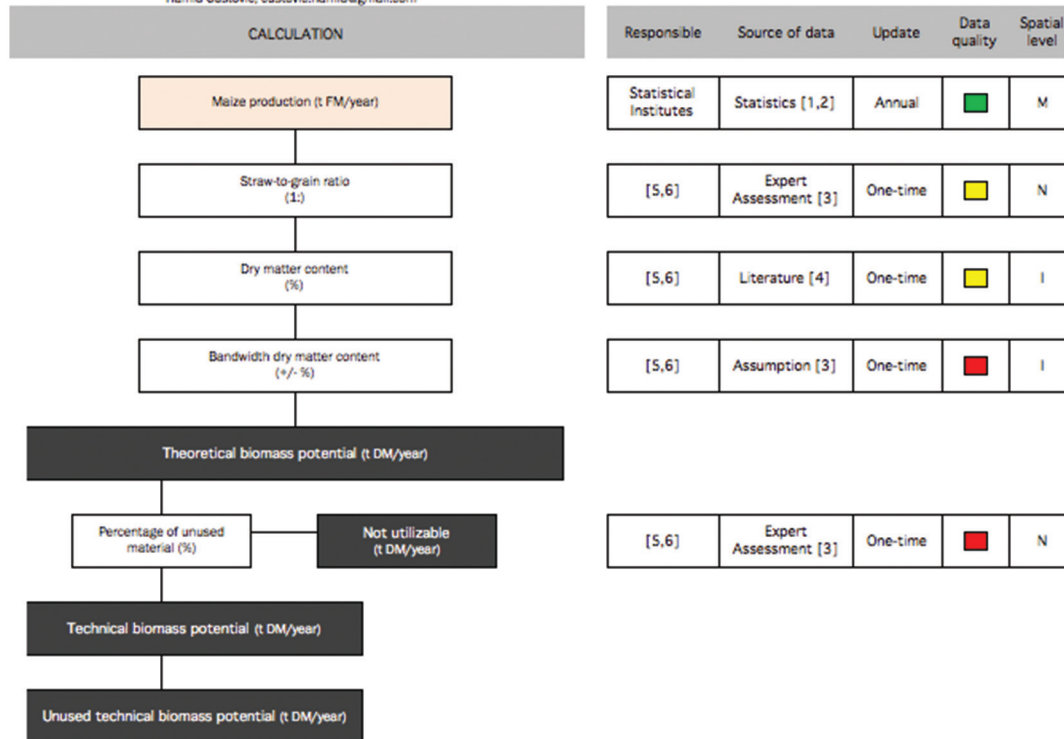 CALCULATION
Responsible
Source of data
Update
Data
quality
Spatial
level
Maize production (t FM/year)
Statistical
Institutes
Statistics [1,2]
Annual
M
Straw-to-grain ratio
(1:)
[5,6]
Expert
Assessment [3]
One-time
N
Dry matter content
(%)
[5,6]
Literature [4]
One-time
I
Bandwidth dry matter content
(+/- %)
[5,6]
Assumption [3]
One-time
I
Theoretical biomass potential (t DM/year)
Percentage of unused
material (%)
Not utilizable
(t DM/year)
[5,6]
Expert
Assessment [3]
One-time
N
Technical biomass potential (t DM/year)
Unused technical biomass potential (t DM/year)